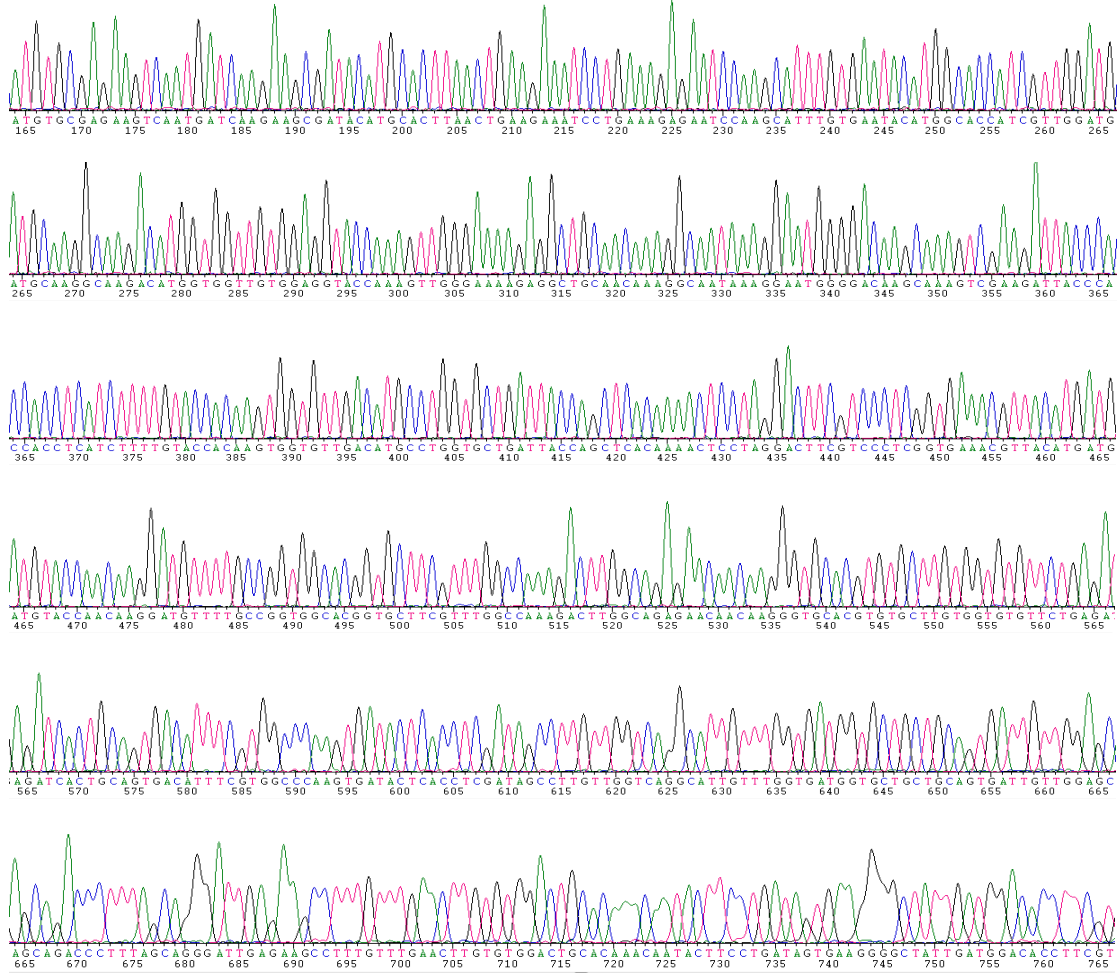 ATGTGCGAGAAGTCAATGATCAAGAAGCGATACATGCACTTAACTGAAGAAATCCTGAAAGAGAATCCAAGCATTTGTGAATACATGGCACCATCGTTGGATG
165 170 175 180 185 190 195 200 205 210 215 220 225 230 235 240 245 250 255 260 265
ATGCAAGGCAAGACATGGTGGTTGTGGAGGTACCAAAGTTGGGAAAAGAGGCTGCAACAAAGGCAATAAAGGAATGGGGACAAGCAAAGTCGAAGATTACCCA
265 270 275 280 285 290 295 300 305 310 315 320 325 330 335 340 345 350 355 360 365
CCACCTCATCTTTTGTACCACAAGTGGTGTTGACATGCCTGGTGCTGATTACCAGCTCACAAAACTCCTAGGACTTCGTCCCTCGGTGAAACGTTACATGATG
365 370 375 380 385 390 395 400 405 410 415 420 425 430 435 440 445 450 455 460 465
ATGTACCAACAAGGATGTTTTGCCGGTGGCACGGTGCTTCGTTTGGCCAAAGACTTGGCAGAGAACAACAAGGGTGCACGTGTGCTTGTGGTGTGTTCTGAGA
465 470 475 480 485 490 495 500 505 510 515 520 525 530 535 540 545 550 555 560 565
AGATCACTGCAGTGACATTTCGTGGCCCAAGTGATACTCACCTCGATAGCCTTGTTGGTCAGGCATTGTTTGGTGATGGTGCTGCTGCAGTGATTGTTGGAGC
565 570 575 580 585 590 595 600 605 610 615 620 625 630 635 640 645 650 655 660 665
AGCAGACCCTTTAGCAGGGATTGAGAAGCCTTTGTTTGAACTTGTGTGGACTGCACAAACAATACTTCCTGATAGTGAAGGGGCTATTGATGGACACCTTCGT
665 670 675 680 685 690 695 700 705 710 715 720 725 730 735 740 745 750 755 760 765